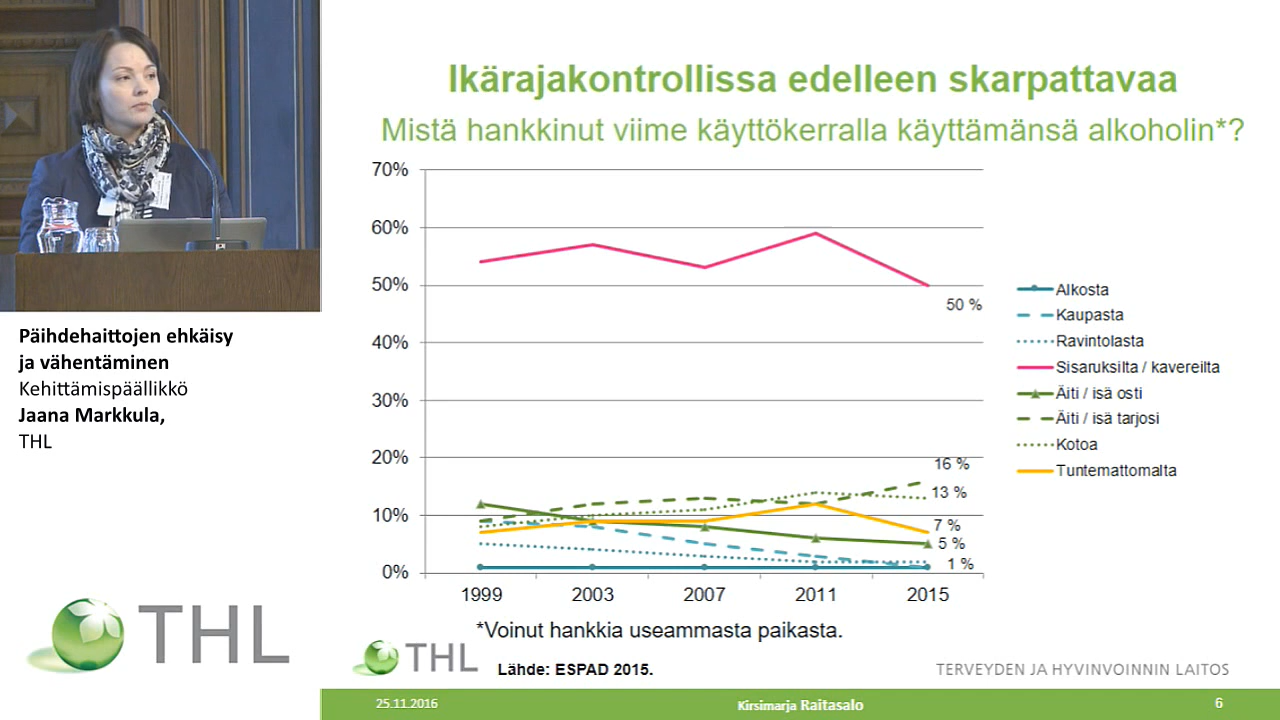 Ikärajakontrollissa edelleen skarpattavaa
Mistä hankkinut viime käyttökerralla käyttämänsä alkoholin*?
70%
60%
50%
40%
30%
20%
10%
0%
50 %
16 %
13 %
7 %
5 %
1 %
1999 2003 2007 2011 2015
Alkosta
Kaupasta
Ravintolasta
Sisaruksilta / kavereilta
Äiti / isä osti
Äiti / isä tarjosi
Kotoa
Tuntemattomalta
*Voinut hankkia useammasta paikasta.
THL
Lähde: ESPAD 2015.
TERVEYDEN JA HYVINVOINNIN LAITOS
25.11.2016
Kirsimarja Raitasalo
6
Päihdehaittojen ehkäisy
ja vähentäminen
Kehittämispäällikkö
Jaana Markkula,
THL
THL